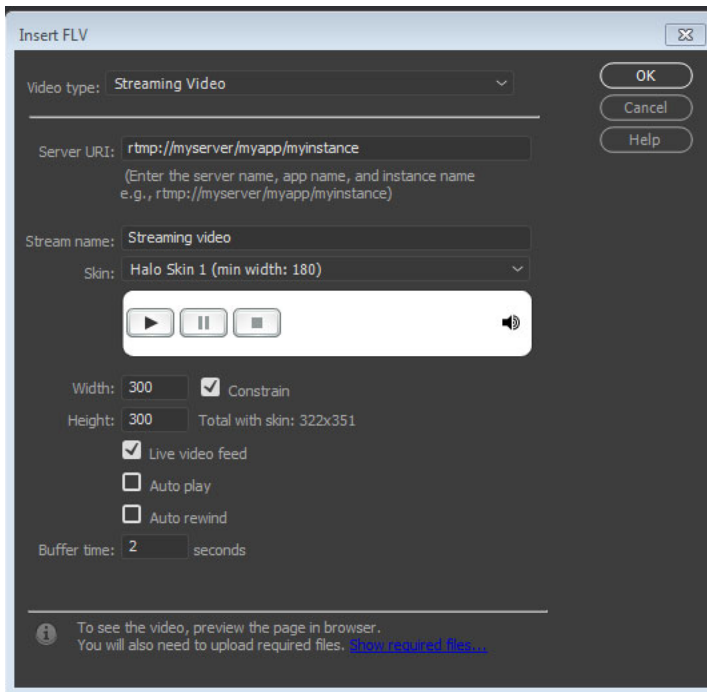 Insert FLV
Video type: Streaming Video
OK
Cancel
Help
Server URI: rtmp://myserver/myapp/myinstance
(Enter the server name, app name, and instance name
e.g., rtmp://myserver/myapp/myinstance)
Stream name: Streaming video
Skin: Halo Skin 1 (min width: 180)
Width: 300 Constrain
Height: 300 Total with skin: 322x351
Live video feed
Auto play
Auto rewind
Buffer time: 2 seconds
To see the video, preview the page in browser.
You will also need to upload required files. Show required files...